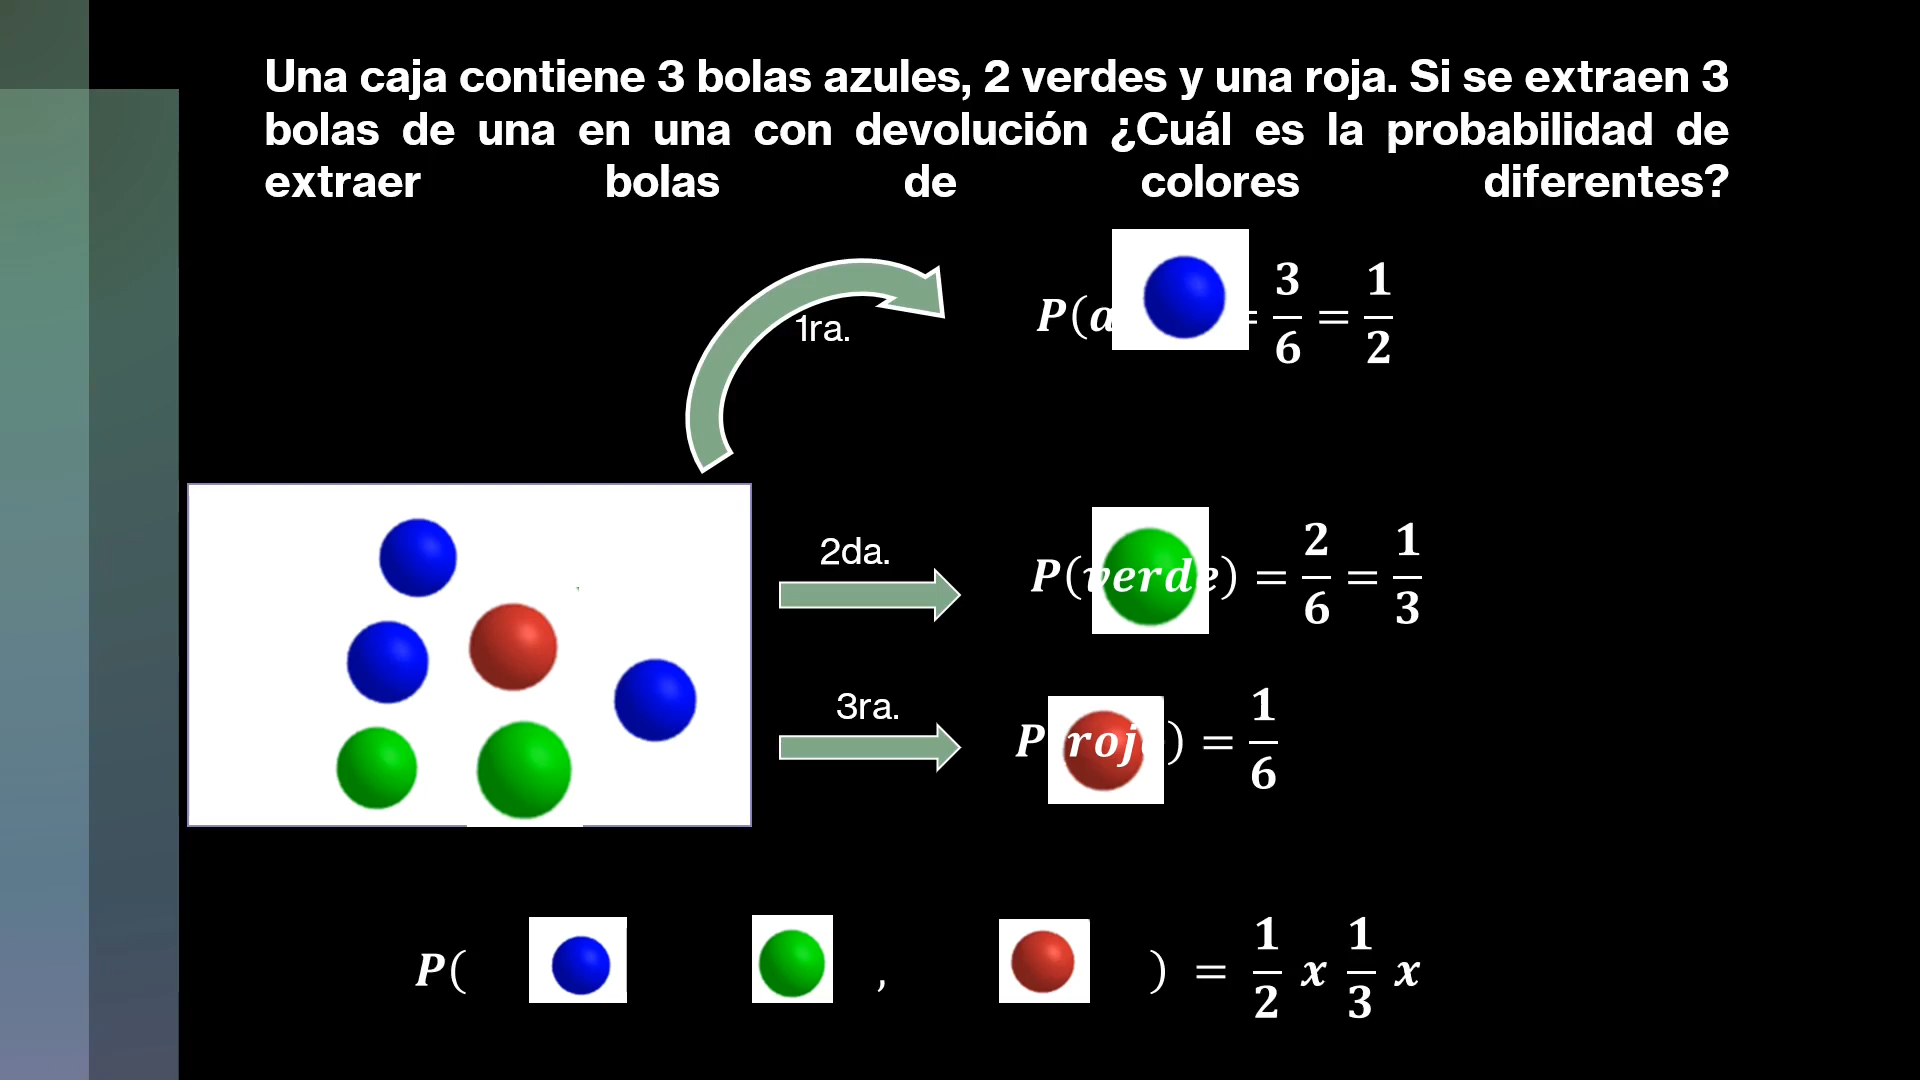 Una caja contiene 3 bolas azules, 2 verdes y una roja. Si se extraen 3
bolas de una en una con devolución ¿Cuál es la probabilidad de
extraer bolas de colores diferentes?
1ra.
P(a = 3/6 = 1/2
2da.
P(verde) = 2/6 = 1/3
3ra.
P roj ) = 1/6
P( , ) = 1/2 x 1/3 x